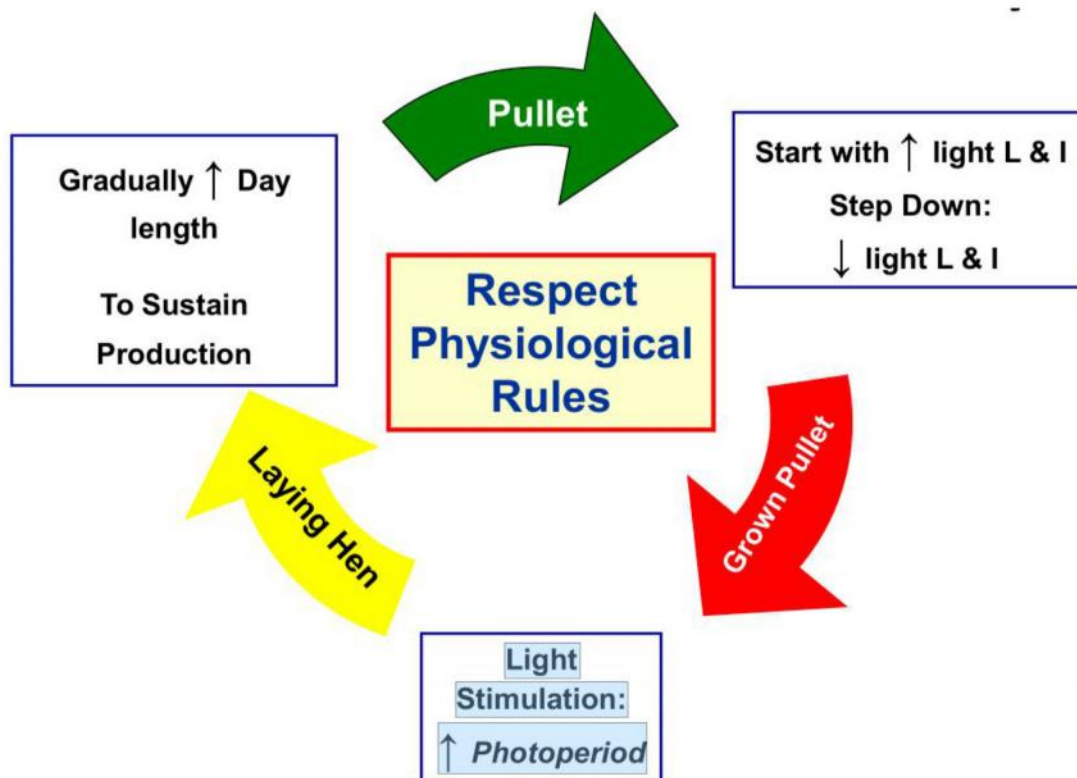 Pullet
Start with ↑ light L & I
Step Down:
↓ light L & I
Respect
Physiological
Rules
Grown Pullet
Light
Stimulation:
↑ Photoperiod
Laying Hen
Gradually ↑ Day
length
To Sustain
Production